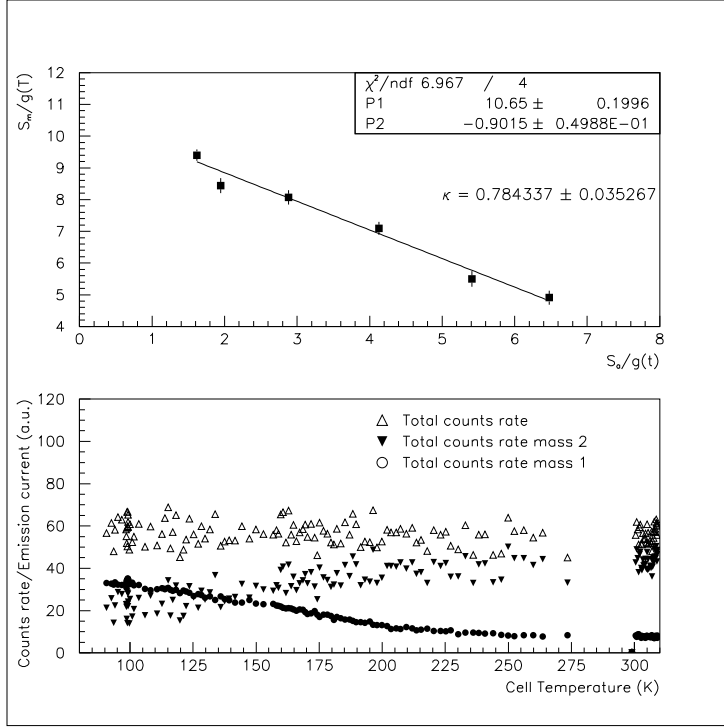 S_m/g(T)
12
11
10
9
8
7
6
5
4
χ²/ndf 6.967 / 4
P1 10.65 ± 0.1996
P2 −0.9015 ± 0.4988E−01
κ = 0.784337 ± 0.035267
0 1 2 3 4 5 6 7 8
S_a/g(t)
Counts rate/Emission current (a.u.)
120
100
80
60
40
20
0
Total counts rate
Total counts rate mass 2
Total counts rate mass 1
100 125 150 175 200 225 250 275 300
Cell Temperature (K)